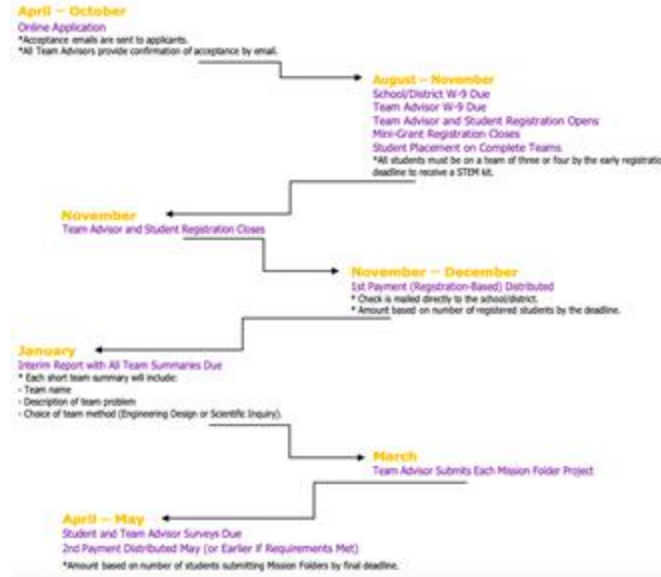 April – October
Online Application
*Acceptance emails are sent to applicants.
*All Team Advisors provide confirmation of acceptance by email.
August – November
School/District W-9 Due
Team Advisor W-9 Due
Team Advisor and Student Registration Opens
Mini-Grant Registration Closes
Student Placement on Complete Teams
*All students must be on a team of three or four by the early registratio
deadline to receive a STEM kit.
November
Team Advisor and Student Registration Closes
November – December
1st Payment (Registration-Based) Distributed
* Check is mailed directly to the school/district.
* Amount based on number of registered students by the deadline.
January
Interim Report with All Team Summaries Due
* Each short team summary will include:
- Team name
- Description of team problem
- Choice of team method (Engineering Design or Scientific Inquiry).
March
Team Advisor Submits Each Mission Folder Project
April – May
Student and Team Advisor Surveys Due
2nd Payment Distributed May (or Earlier If Requirements Met)
*Amount based on number of students submitting Mission Folders by final deadline.